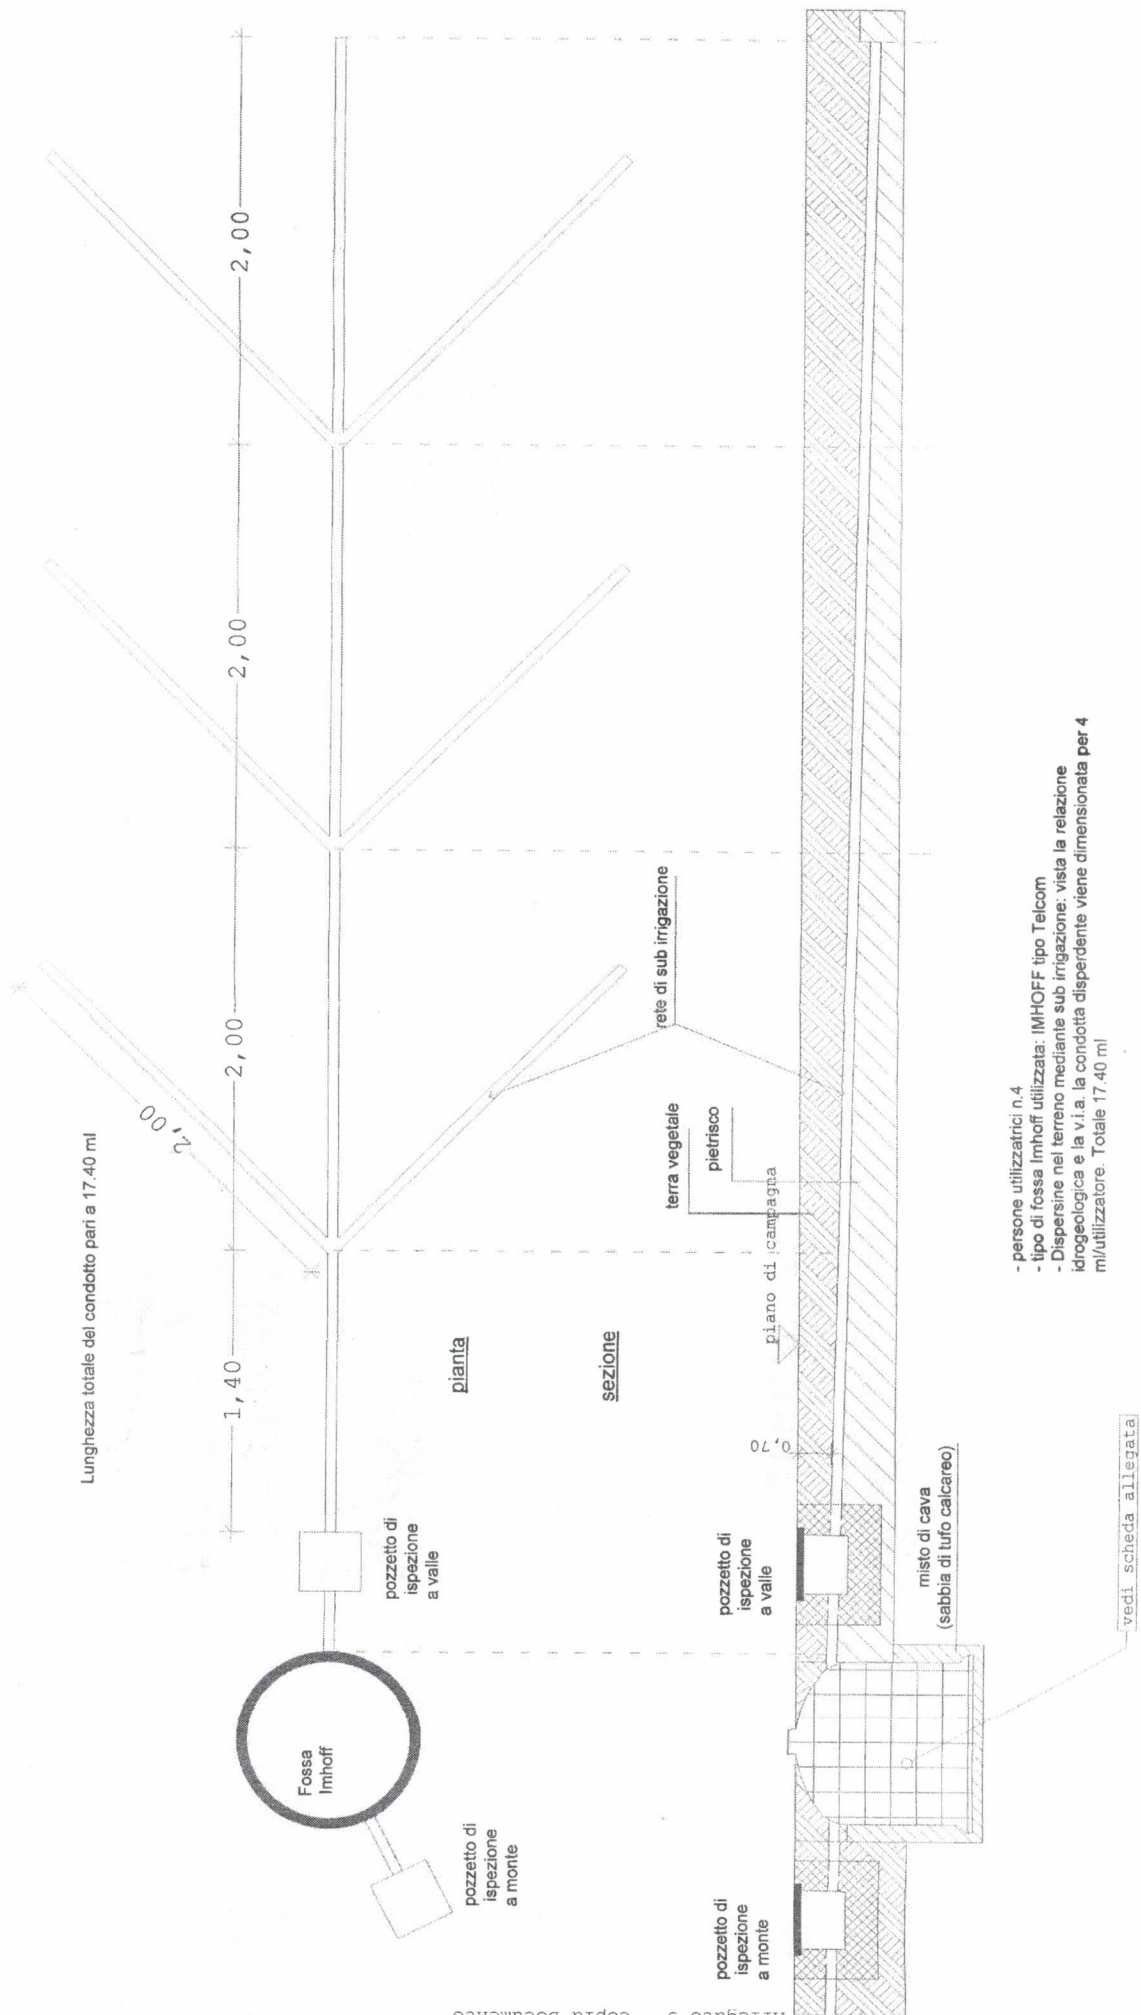 Lunghezza totale del condotto pari a 17.40 ml
1,40
2,00
2,00
2,00
2,00
Fossa
Imhoff
pozzetto di
ispezione
a monte
pozzetto di
ispezione
a valle
pianta
sezione
rete di sub irrigazione
terra vegetale
pietrisco
piano di campagna
0,70
pozzetto di
ispezione
a monte
pozzetto di
ispezione
a valle
misto di cava
(sabbia di tufo calcareo)
vedi scheda allegata
- persone utilizzatrici n.4
- tipo di fossa Imhoff utilizzata: IMHOFF tipo Telcom
- Dispersine nel terreno mediante sub irrigazione: vista la relazione
idrogeologica e la v.i.a. la condotta disperdente viene dimensionata per 4
ml/utilizzatore. Totale 17.40 ml
Copia Documento